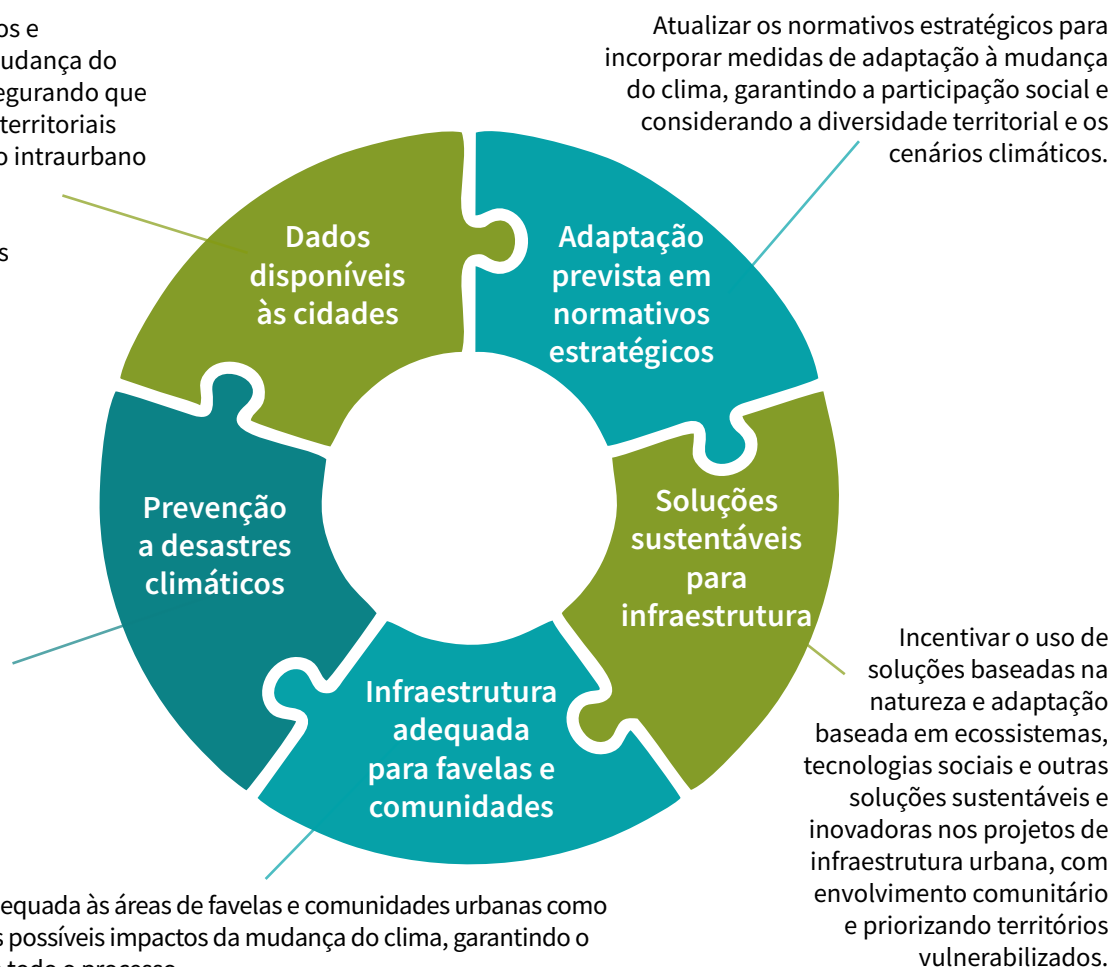 os e
udança do
egurando que
territoriais
o intraurbano
s
Atualizar os normativos estratégicos para
incorporar medidas de adaptação à mudança
do clima, garantindo a participação social e
considerando a diversidade territorial e os
cenários climáticos.
Dados
disponíveis
às cidades
Adaptação
prevista em
normativos
estratégicos
Prevenção
a desastres
climáticos
Soluções
sustentáveis
para
infraestrutura
Infraestrutura
adequada
para favelas e
comunidades
Incentivar o uso de
soluções baseadas na
natureza e adaptação
baseada em ecossistemas,
tecnologias sociais e outras
soluções sustentáveis e
inovadoras nos projetos de
infraestrutura urbana, com
envolvimento comunitário
e priorizando territórios
vulnerabilizados.
equada às áreas de favelas e comunidades urbanas como
s possíveis impactos da mudança do clima, garantindo o
todo o processo